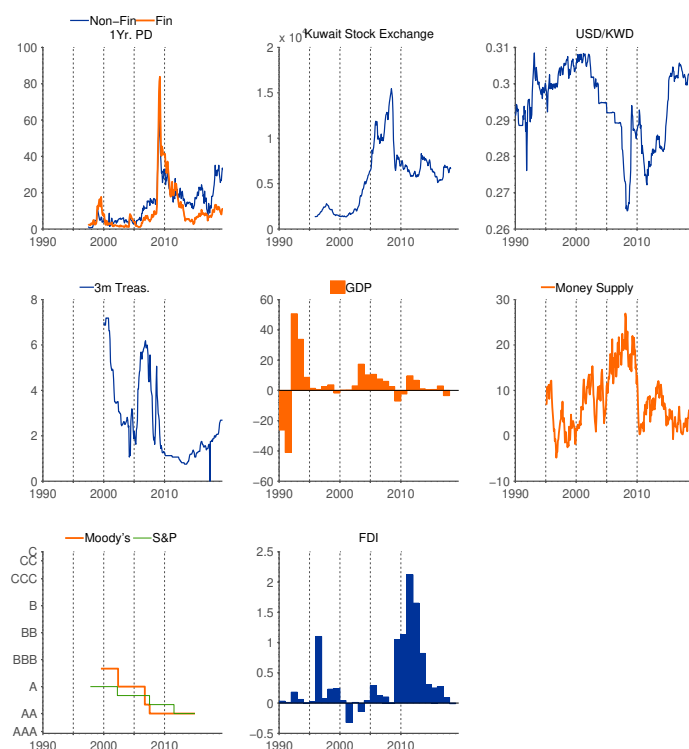 Non−Fin Fin
1Yr. PD
100
80
60
40
20
0
1990 2000 2010
x 10
Kuwait Stock Exchange
2
1.5
1
0.5
0
1990 2000 2010
USD/KWD
0.31
0.3
0.29
0.28
0.27
0.26
1990 2000 2010
3m Treas.
8
6
4
2
0
1990 2000 2010
GDP
60
40
20
0
−20
−40
−60
1990 2000 2010
Money Supply
30
20
10
0
−10
1990 2000 2010
Moody's S&P
C
CC
CCC
B
BB
BBB
A
AA
AAA
1990 2000 2010
FDI
2.5
2
1.5
1
0.5
0
−0.5
1990 2000 2010